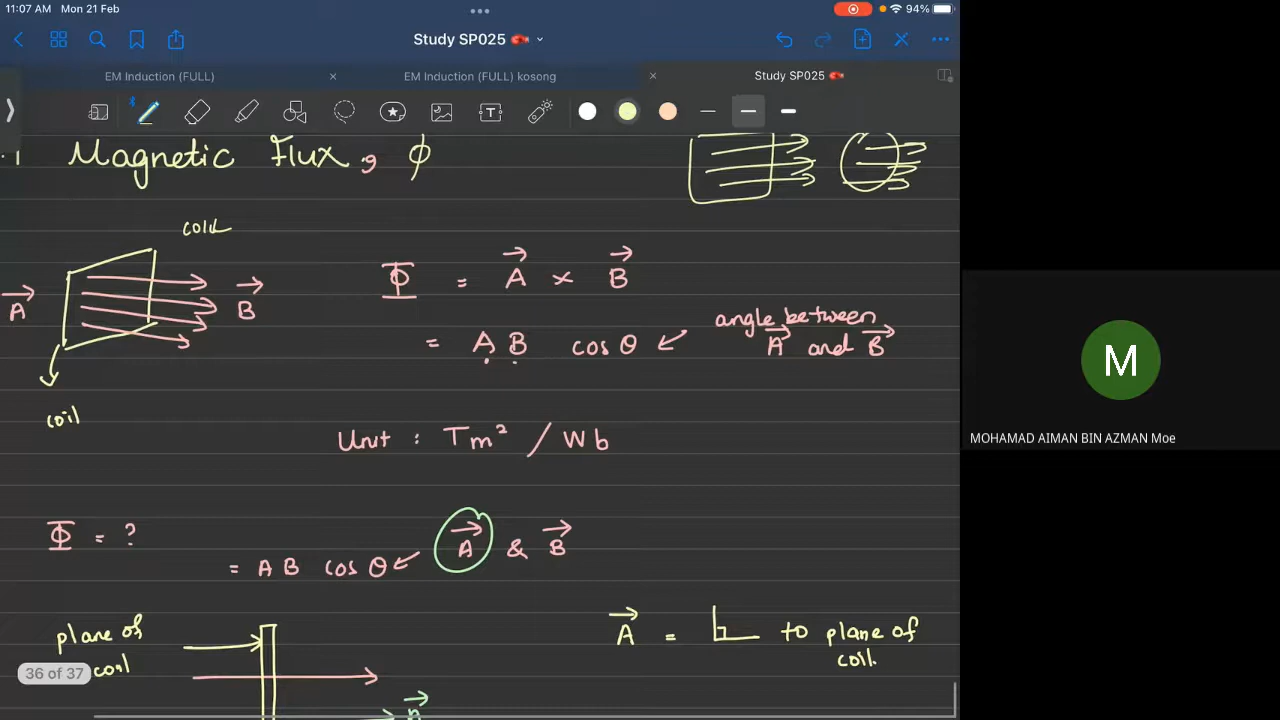 11:07 AM Mon 21 Feb
94%
Study SP025
EM Induction (FULL)
EM Induction (FULL) kosong
Study SP025
Magnetic Flux, ϕ
coil
A
B
Φ = A × B
= AB cos θ
angle between
A and B
coil
Unit : Tm² / Wb
Φ = ?
= AB cos θ
A & B
plane of
coil
A = to plane of
coil.
36 of 37
M
MOHAMAD AIMAN BIN AZMAN Moe